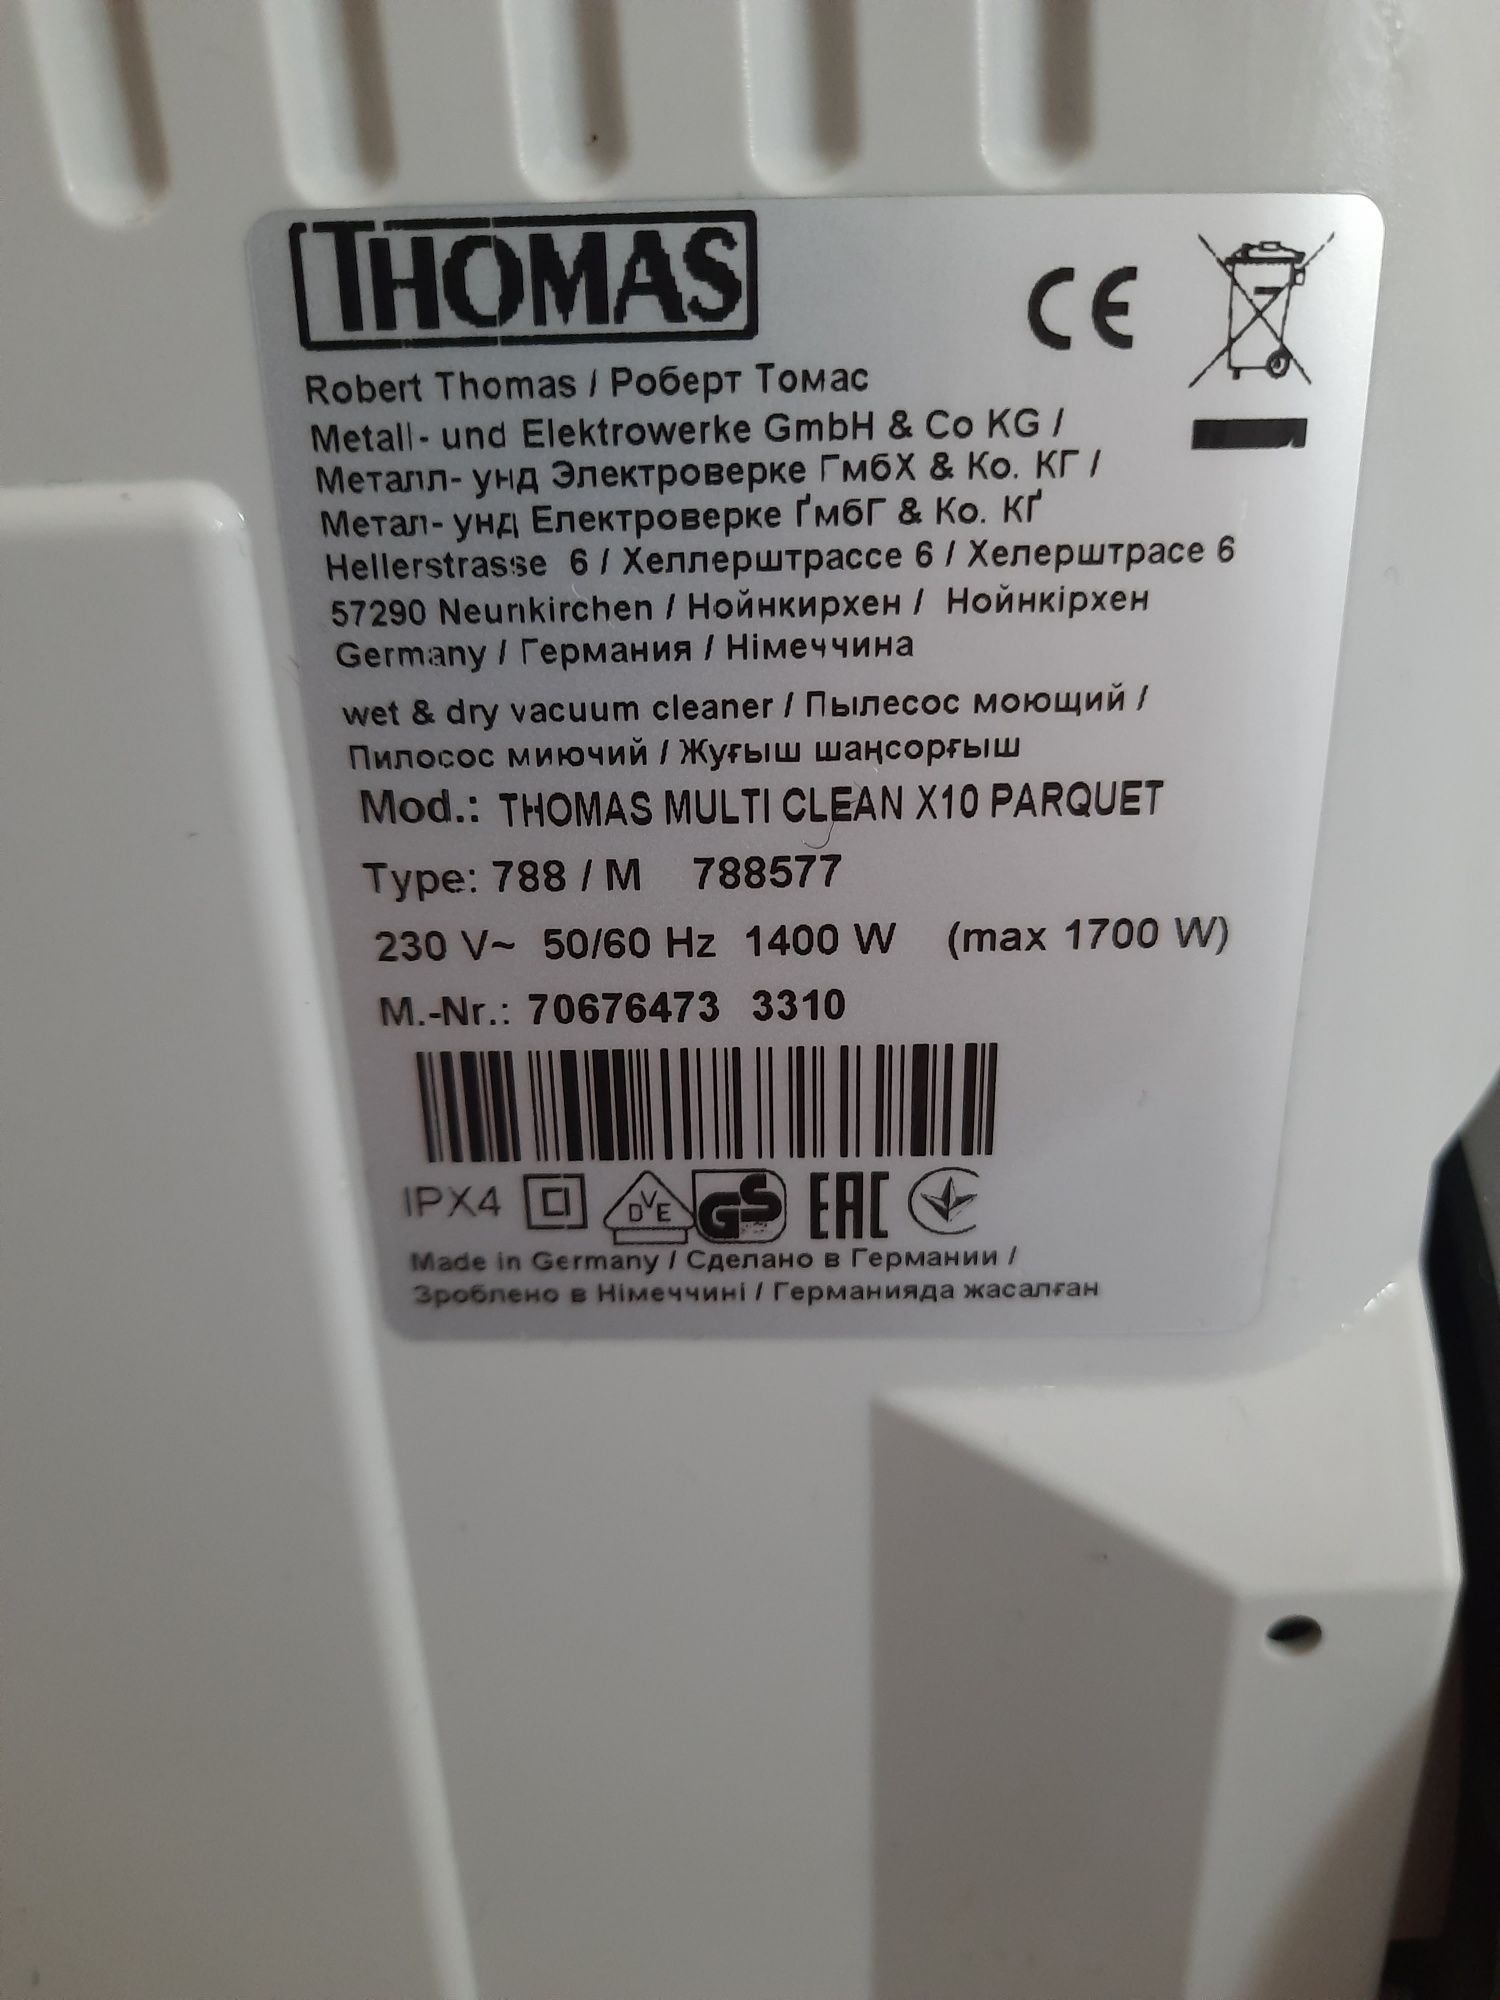 THOMAS
CE
Robert Thomas / Роберт Томас
Metall- und Elektrowerke GmbH & Co KG /
Металл- унд Электроверке ГмбХ & Ко. КГ /
Метал- унд Електроверке ҐмбГ & Ко. КҐ
Hellerstrasse 6 / Хеллерштрассе 6 / Хелерштрасе 6
57290 Neunkirchen / Нойнкирхен / Нойнкірхен
Germany / Германия / Німеччина
wet & dry vacuum cleaner / Пылесос моющий /
Пилосос миючий / Жуғыш шаңсорғыш
Mod.: THOMAS MULTI CLEAN X10 PARQUET
Type: 788 / M 788577
230 V~ 50/60 Hz 1400 W (max 1700 W)
M.-Nr.: 70676473 3310
IPX4 DVE GS EAC
Made in Germany / Сделано в Германии /
Зроблено в Німеччині / Германияда жасалған